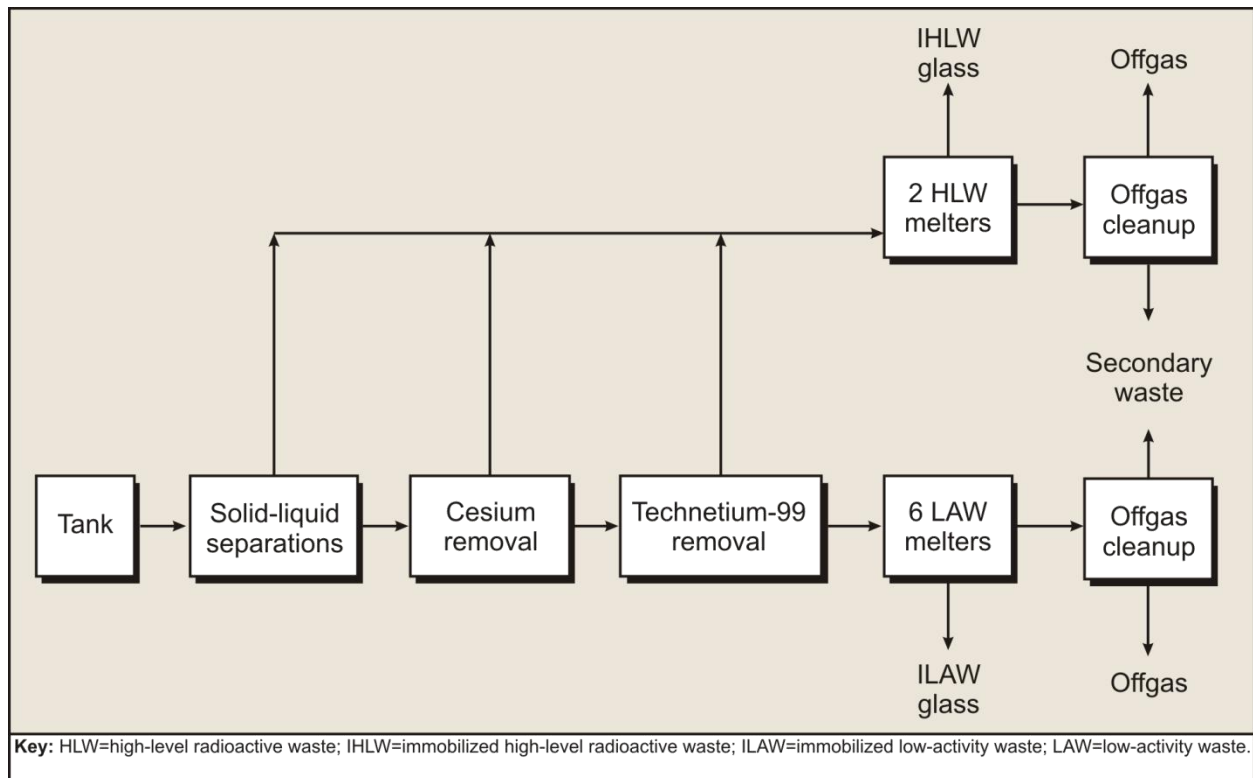 IHLW
glass
Offgas
2 HLW
melters
Offgas
cleanup
Secondary
waste
Tank
Solid-liquid
separations
Cesium
removal
Technetium-99
removal
6 LAW
melters
Offgas
cleanup
ILAW
glass
Offgas
Key: HLW=high-level radioactive waste; IHLW=immobilized high-level radioactive waste; ILAW=immobilized low-activity waste; LAW=low-activity waste.